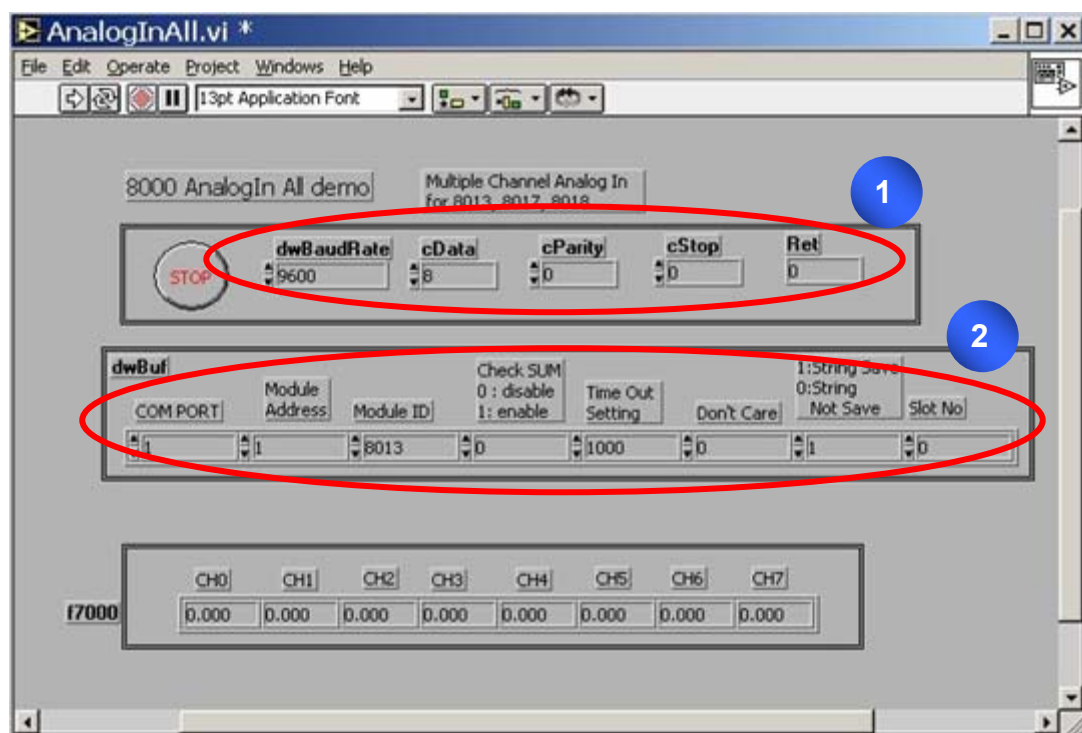 AnalogInAll.vi *
File Edit Operate Project Windows Help
13pt Application Font
8000 AnalogIn All demo
Multiple Channel Analog In
for 8013, 8017, 8018
1
STOP
dwBaudRate cData cParity cStop Ret
9600 8 0 0 0
2
dwBuf
COM PORT
Module
Address
Module ID
Check SUM
0 : disable
1: enable
Time Out
Setting
Don't Care
1:String Save
0:String
Not Save
Slot No
1 1 8013 0 1000 0 1 0
CH0 CH1 CH2 CH3 CH4 CH5 CH6 CH7
f7000 0.000 0.000 0.000 0.000 0.000 0.000 0.000 0.000